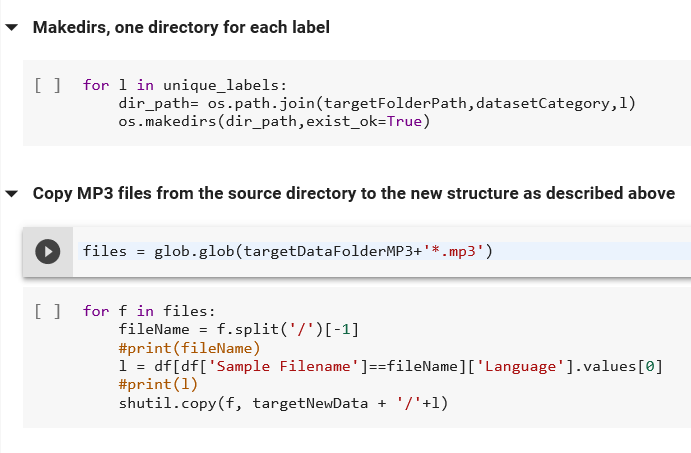 Makedirs, one directory for each label
[ ] for l in unique_labels:
dir_path= os.path.join(targetFolderPath,datasetCategory,l)
os.makedirs(dir_path,exist_ok=True)
Copy MP3 files from the source directory to the new structure as described above
files = glob.glob(targetDataFolderMP3+'*.mp3')
[ ] for f in files:
fileName = f.split('/')[-1]
#print(fileName)
l = df[df['Sample Filename']==fileName]['Language'].values[0]
#print(l)
shutil.copy(f, targetNewData + '/'+l)